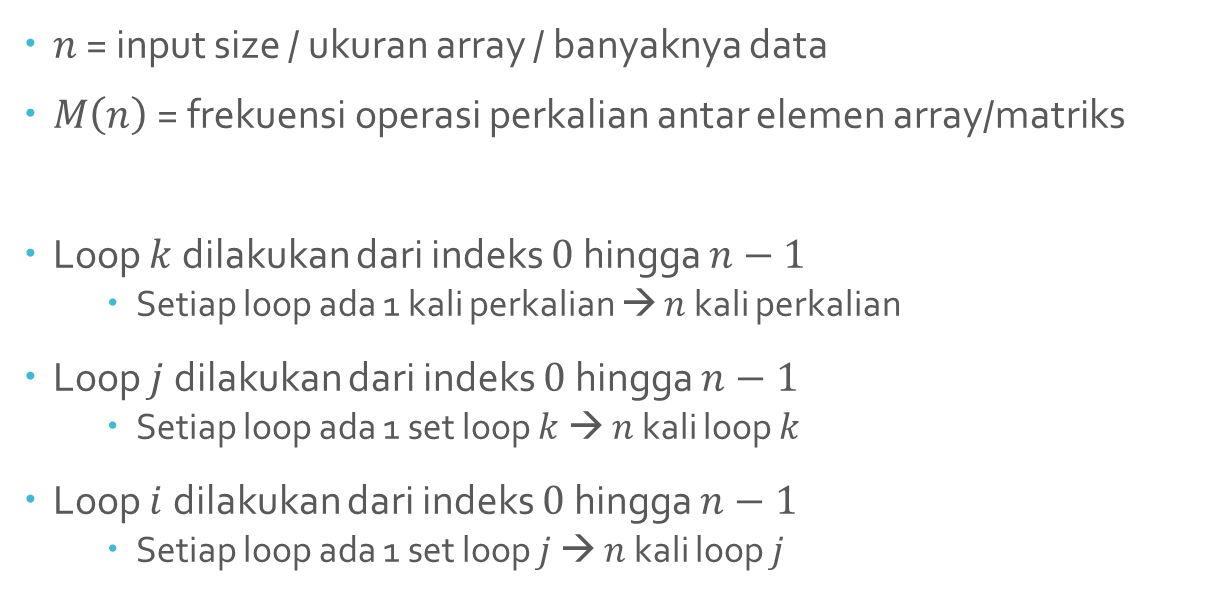 • n = input size / ukuran array / banyaknya data
• M(n) = frekuensi operasi perkalian antar elemen array/matriks
• Loop k dilakukan dari indeks 0 hingga n − 1
• Setiap loop ada 1 kali perkalian → n kali perkalian
• Loop j dilakukan dari indeks 0 hingga n − 1
• Setiap loop ada 1 set loop k → n kali loop k
• Loop i dilakukan dari indeks 0 hingga n − 1
• Setiap loop ada 1 set loop j → n kali loop j